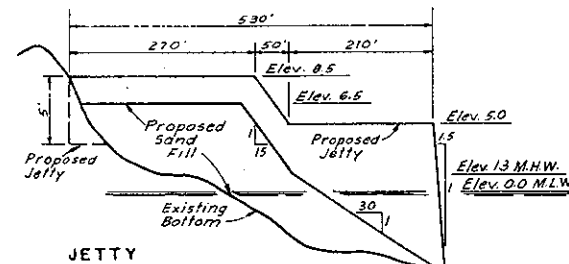 530'
270'
50'
210'
Elev. 8.5
Elev. 6.5
Elev. 5.0
5'
Proposed
Sand
Fill
1
15
Proposed
Jetty
1.5
1
Proposed
Jetty
Elev. 1.3 M.H.W.
Elev. 0.0 M.L.W.
30
1
Existing
Bottom
JETTY